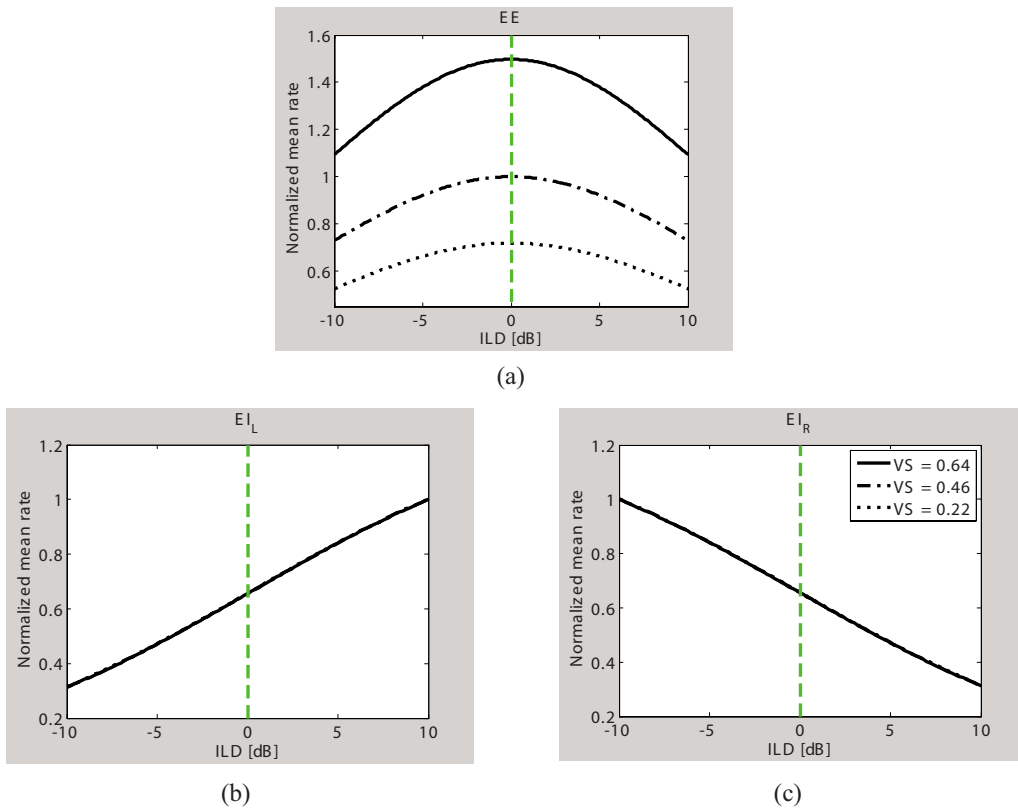 EE
1.6
1.4
1.2
1
0.8
0.6
Normalized mean rate
-10 -5 0 5 10
ILD [dB]
(a)
EI_L
1.2
1
0.8
0.6
0.4
0.2
Normalized mean rate
-10 -5 0 5 10
ILD [dB]
(b)
EI_R
1.2
1
0.8
0.6
0.4
0.2
Normalized mean rate
VS = 0.64
VS = 0.46
VS = 0.22
-10 -5 0 5 10
ILD [dB]
(c)